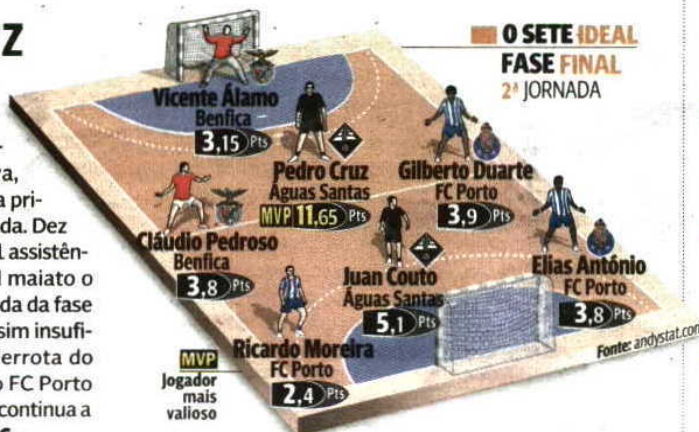 Z
O SETE IDEAL
FASE FINAL
2ª JORNADA
Vicente Álamo
Benfica
3,15 Pts
Pedro Cruz
Águas Santas
MVP 11,65 Pts
Gilberto Duarte
FC Porto
3,9 Pts
Cláudio Pedroso
Benfica
3,8 Pts
Juan Couto
Águas Santas
5,1 Pts
Elias António
FC Porto
3,8 Pts
Ricardo Moreira
FC Porto
2,4 Pts
MVP
Jogador
mais
valioso
Fonte: andystat.com
va,
a pri-
da. Dez
l assistên-
l maiato o
da da fase
sim insufi-
errota do
o FC Porto
continua a